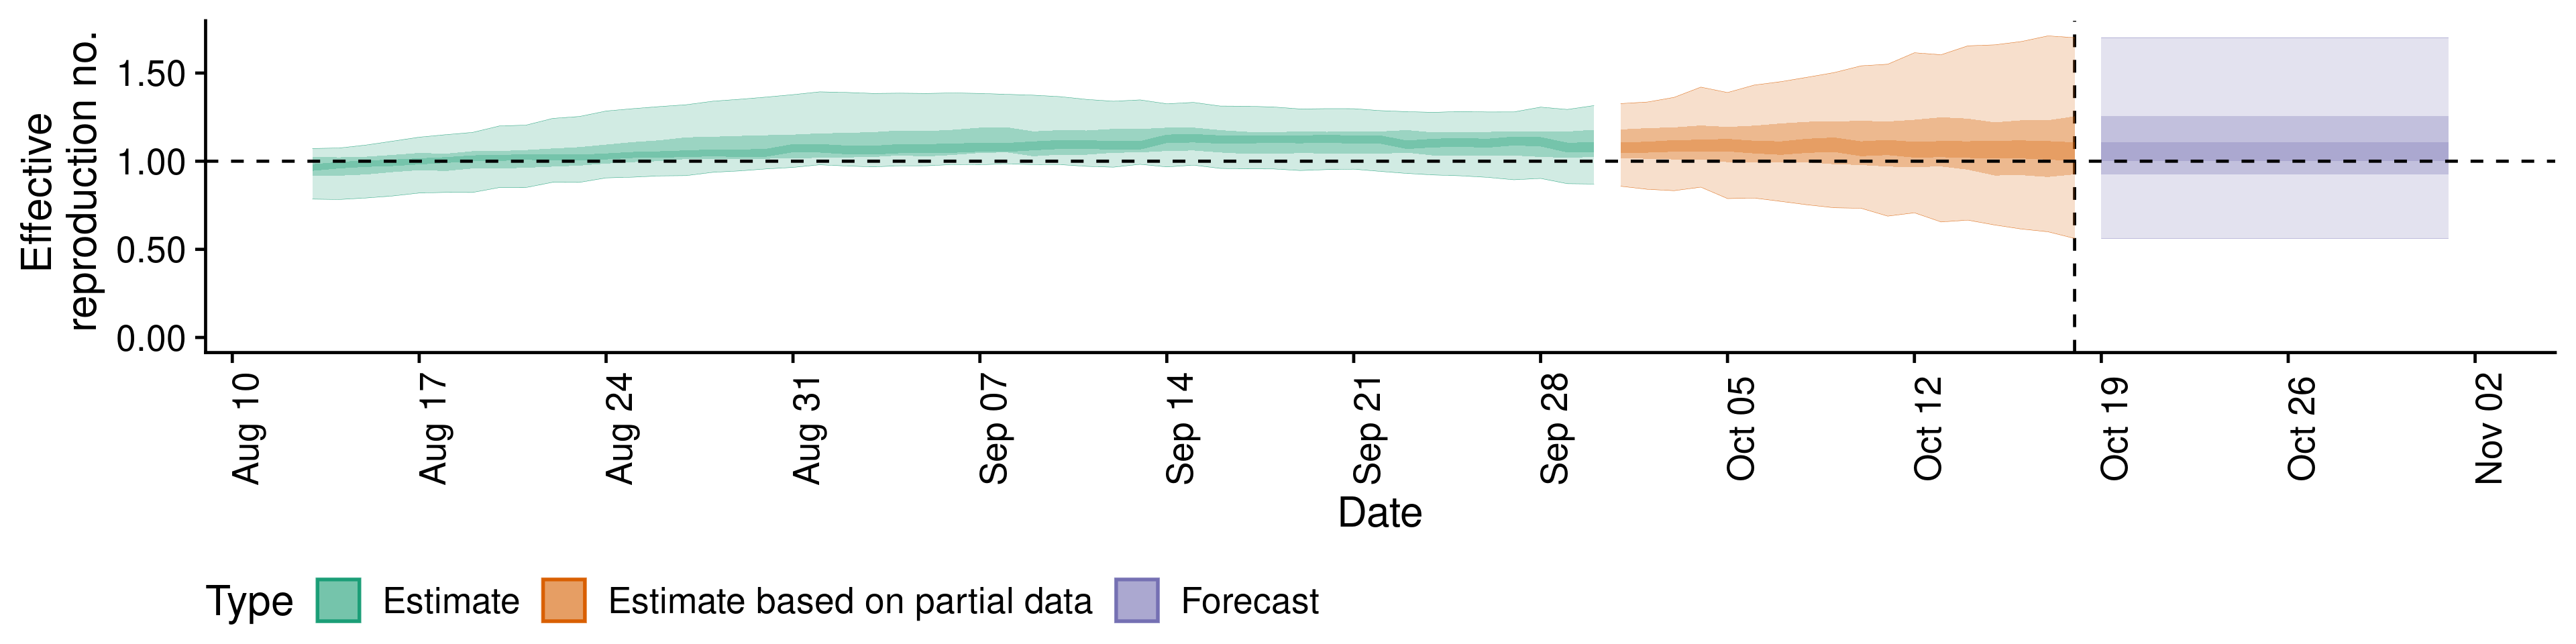 Effective
reproduction no.
1.50
1.00
0.50
0.00
Aug 10
Aug 17
Aug 24
Aug 31
Sep 07
Sep 14
Sep 21
Sep 28
Oct 05
Oct 12
Oct 19
Oct 26
Nov 02
Date
Type Estimate Estimate based on partial data Forecast